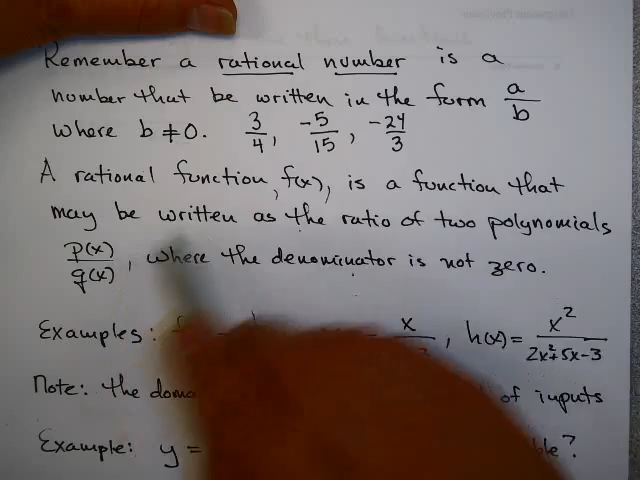 Remember a rational number is a
number that be written in the form a/b
where b ≠ 0. 3/4, -5/15, -24/3
A rational function, f(x), is a function that
may be written as the ratio of two polynomials
p(x)/q(x), where the denominator is not zero.
Examples: x , h(x) = x²/2x²+5x-3
Note: the of inputs
Example: y = ?